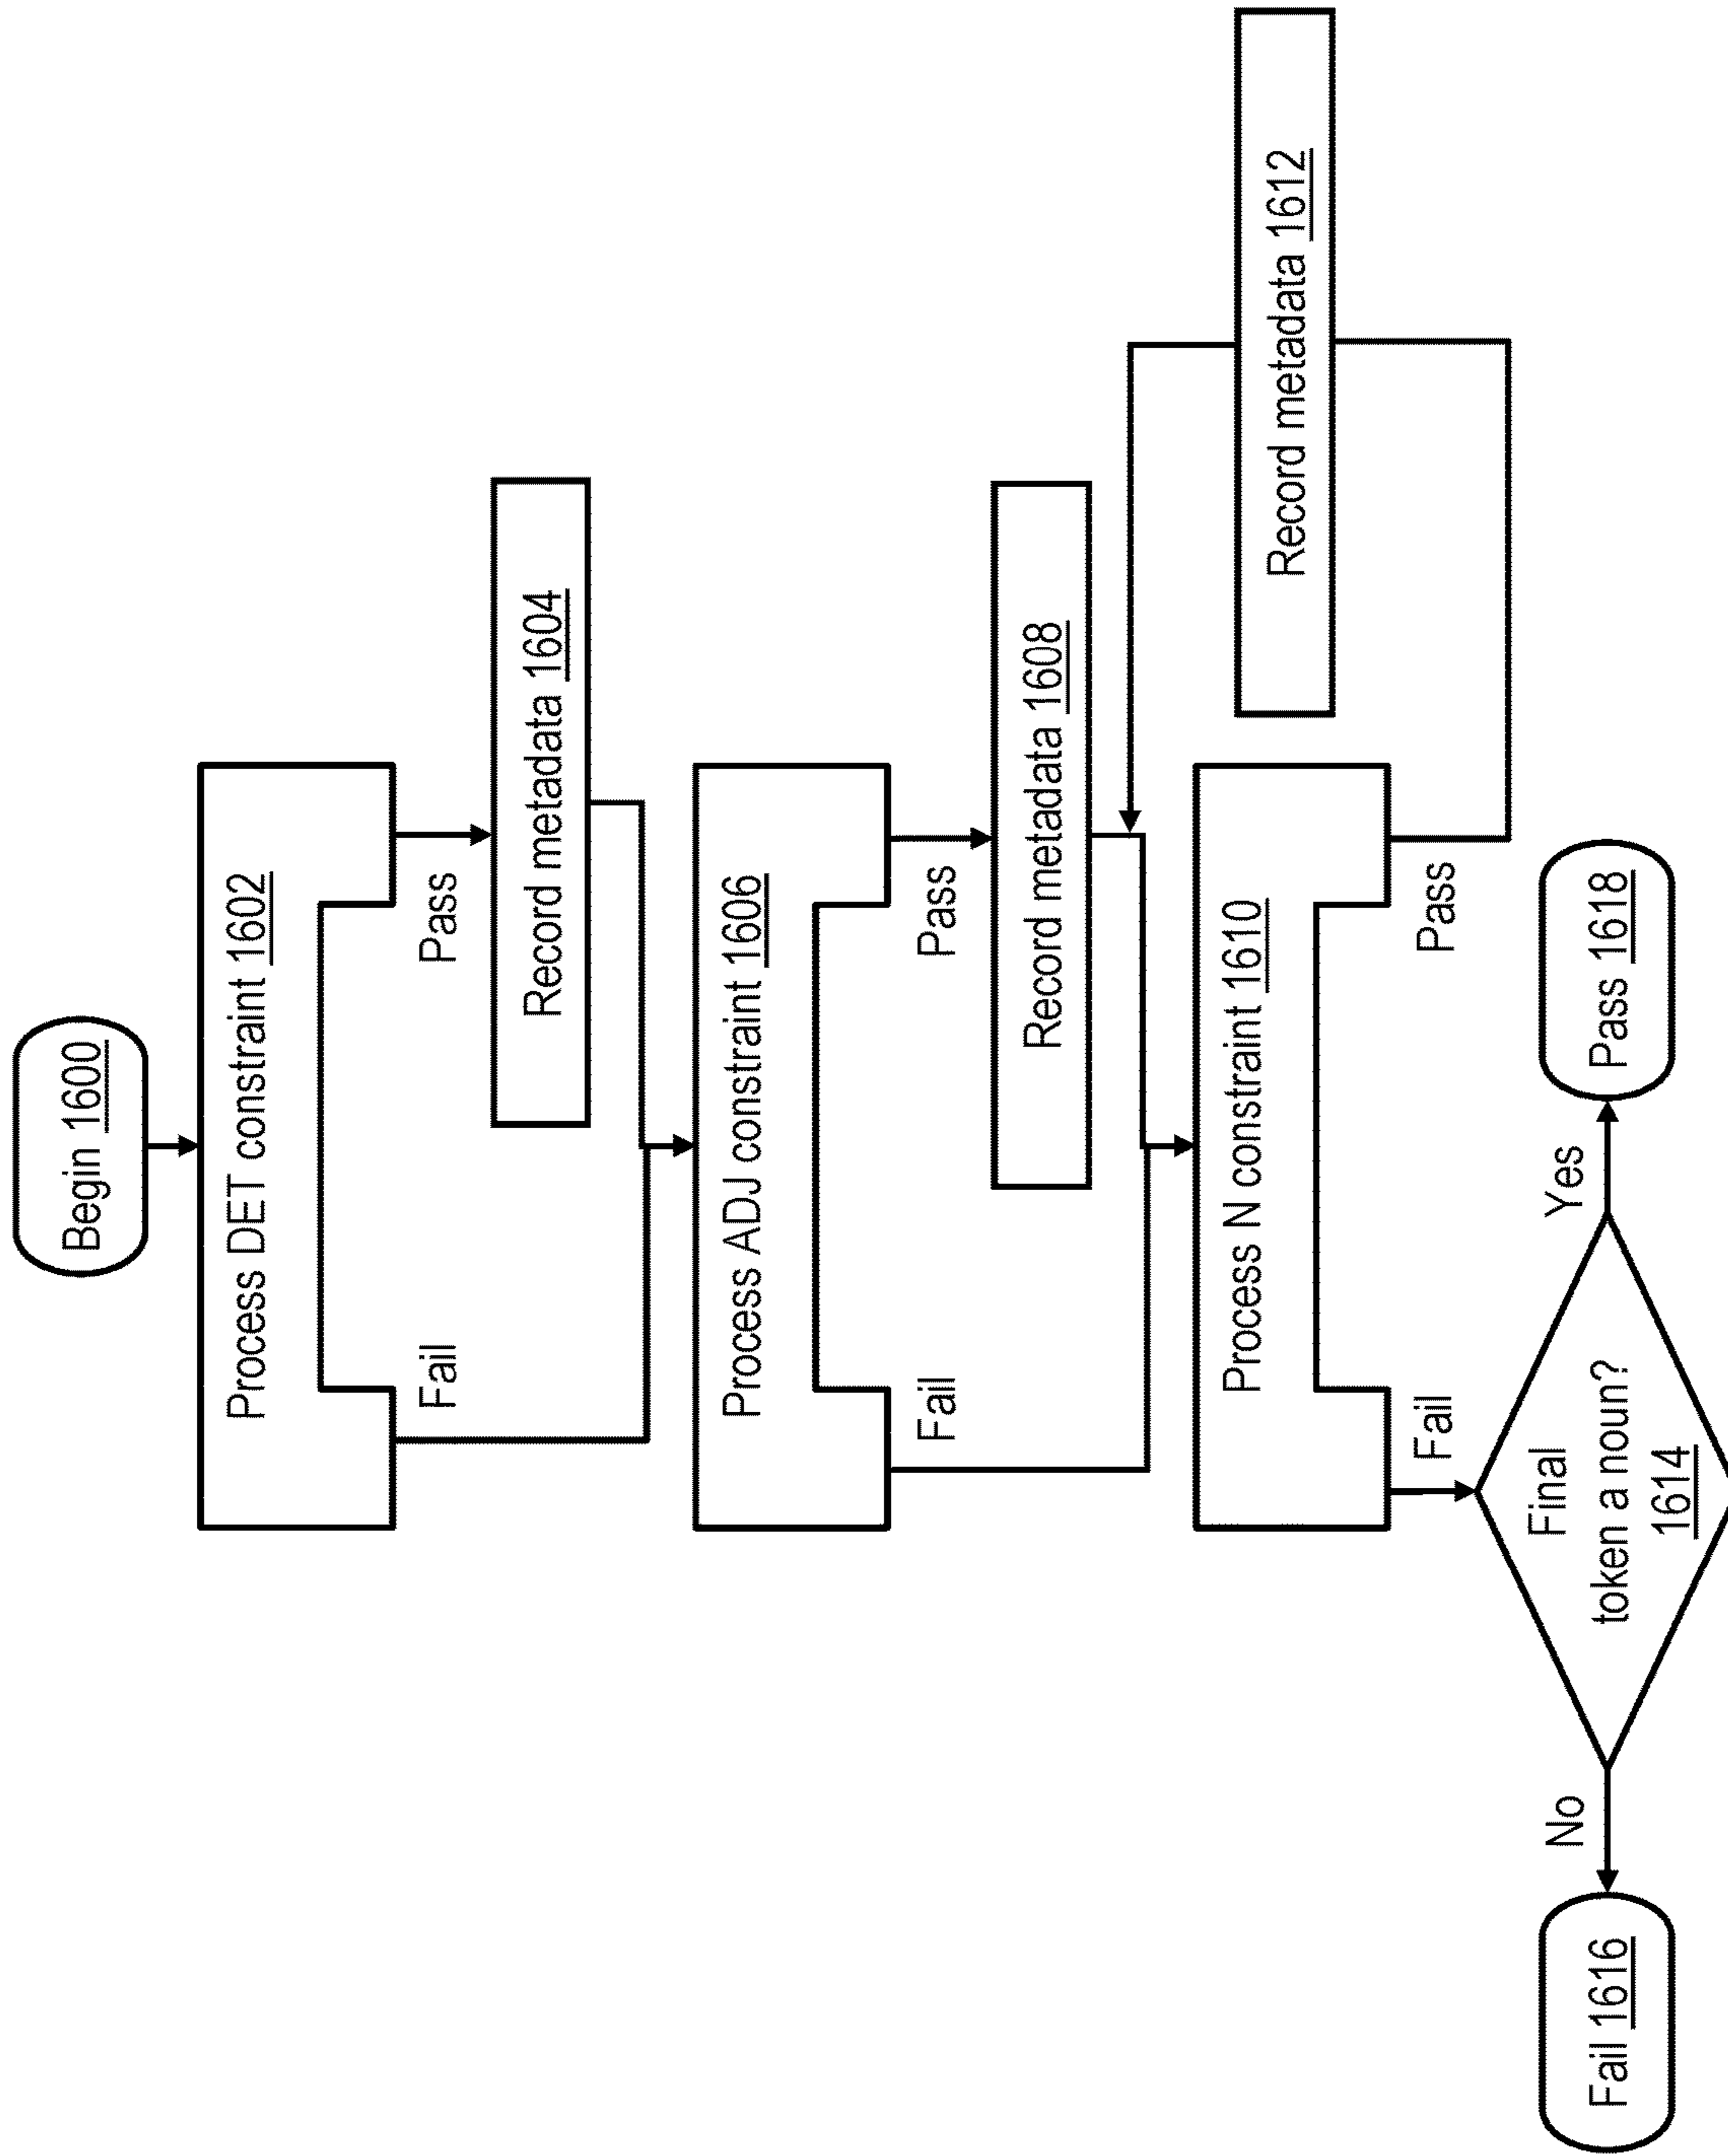 Begin 1600
Process DET constraint 1602
Fail
Pass
Record metadata 1604
Process ADJ constraint 1606
Fail
Pass
Record metadata 1608
Process N constraint 1610
Record metadata 1612
Fail
Pass
Final
token a noun?
1614
No
Yes
Fail 1616
Pass 1618